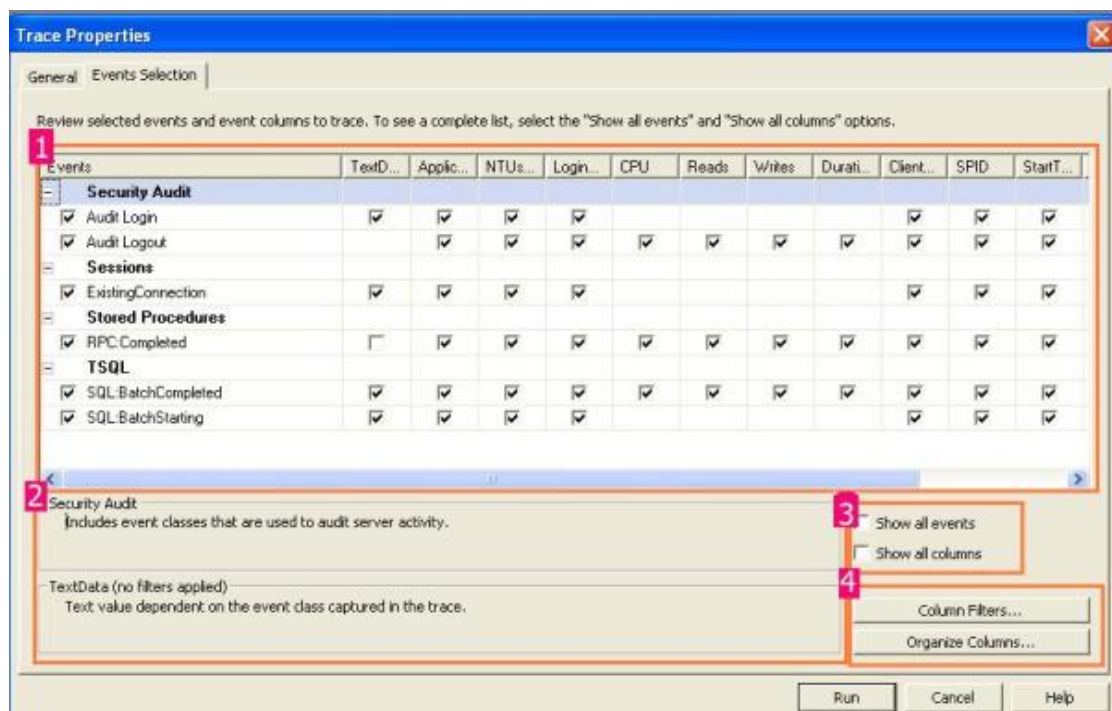 Trace Properties
General Events Selection
Review selected events and event columns to trace. To see a complete list, select the "Show all events" and "Show all columns" options.
1
Events TextD... Applic... NTUs... Login... CPU Reads Writes Durati... Client... SPID StartT...
Security Audit
Audit Login
Audit Logout
Sessions
ExistingConnection
Stored Procedures
RPC:Completed
TSQL
SQL:BatchCompleted
SQL:BatchStarting
2
Security Audit
Includes event classes that are used to audit server activity.
3
Show all events
Show all columns
TextData (no filters applied)
Text value dependent on the event class captured in the trace.
4
Column Filters...
Organize Columns...
Run Cancel Help